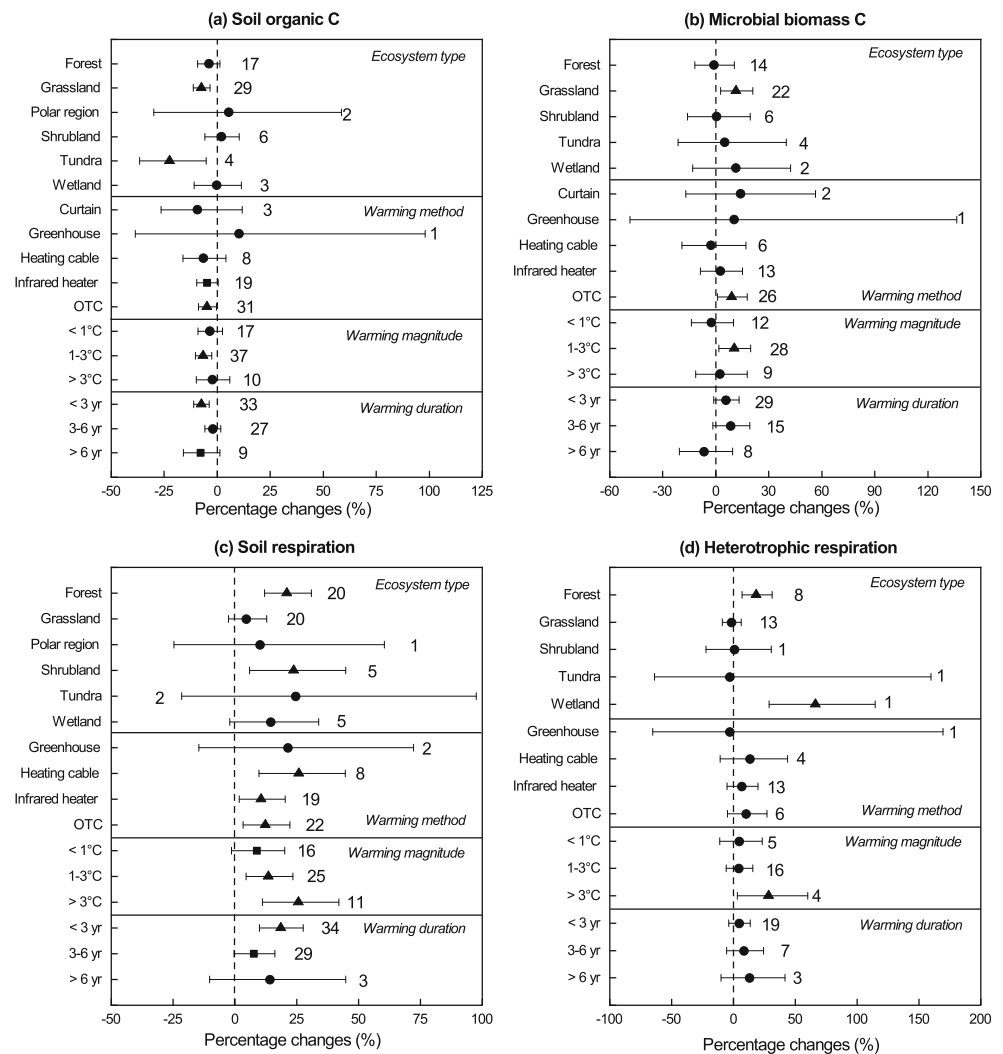 (a) Soil organic C
Ecosystem type
Forest 17
Grassland 29
Polar region 2
Shrubland 6
Tundra 4
Wetland 3
Curtain 3 Warming method
Greenhouse 1
Heating cable 8
Infrared heater 19
OTC 31
< 1°C 17 Warming magnitude
1-3°C 37
> 3°C 10
< 3 yr 33 Warming duration
3-6 yr 27
> 6 yr 9
-50 -25 0 25 50 75 100 125
Percentage changes (%)
(b) Microbial biomass C
Ecosystem type
Forest 14
Grassland 22
Shrubland 6
Tundra 4
Wetland 2
Curtain 2
Greenhouse 1
Heating cable 6
Infrared heater 13
OTC 26 Warming method
< 1°C 12 Warming magnitude
1-3°C 28
> 3°C 9
< 3 yr 29 Warming duration
3-6 yr 15
> 6 yr 8
-60 -30 0 30 60 90 120 150
Percentage changes (%)
(c) Soil respiration
Ecosystem type
Forest 20
Grassland 20
Polar region 1
Shrubland 5
Tundra 2
Wetland 5
Greenhouse 2
Heating cable 8
Infrared heater 19
OTC 22 Warming method
< 1°C 16 Warming magnitude
1-3°C 25
> 3°C 11
< 3 yr 34 Warming duration
3-6 yr 29
> 6 yr 3
-50 -25 0 25 50 75 100
Percentage changes (%)
(d) Heterotrophic respiration
Ecosystem type
Forest 8
Grassland 13
Shrubland 1
Tundra 1
Wetland 1
Greenhouse 1
Heating cable 4
Infrared heater 13
OTC 6 Warming method
< 1°C 5 Warming magnitude
1-3°C 16
> 3°C 4
< 3 yr 19 Warming duration
3-6 yr 7
> 6 yr 3
-100 -50 0 50 100 150 200
Percentage changes (%)